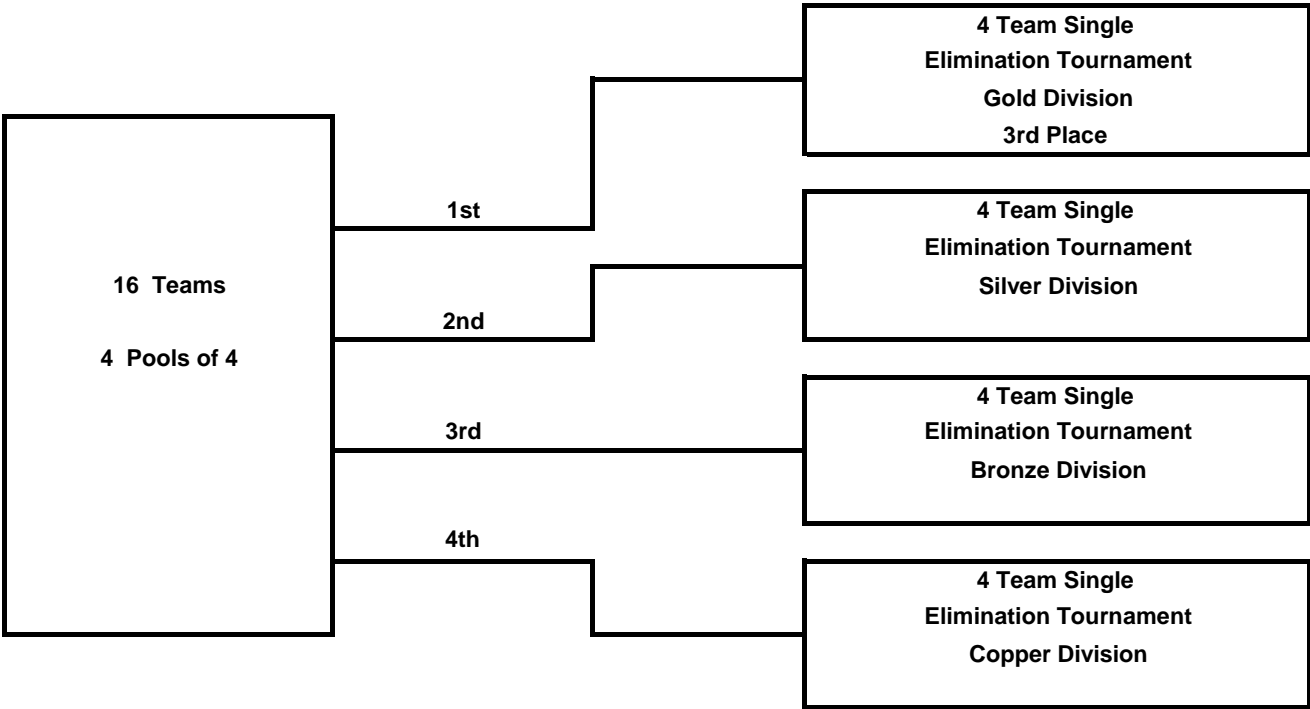 16 Teams
4 Pools of 4
1st
2nd
3rd
4th
4 Team Single
Elimination Tournament
Gold Division
3rd Place
4 Team Single
Elimination Tournament
Silver Division
4 Team Single
Elimination Tournament
Bronze Division
4 Team Single
Elimination Tournament
Copper Division